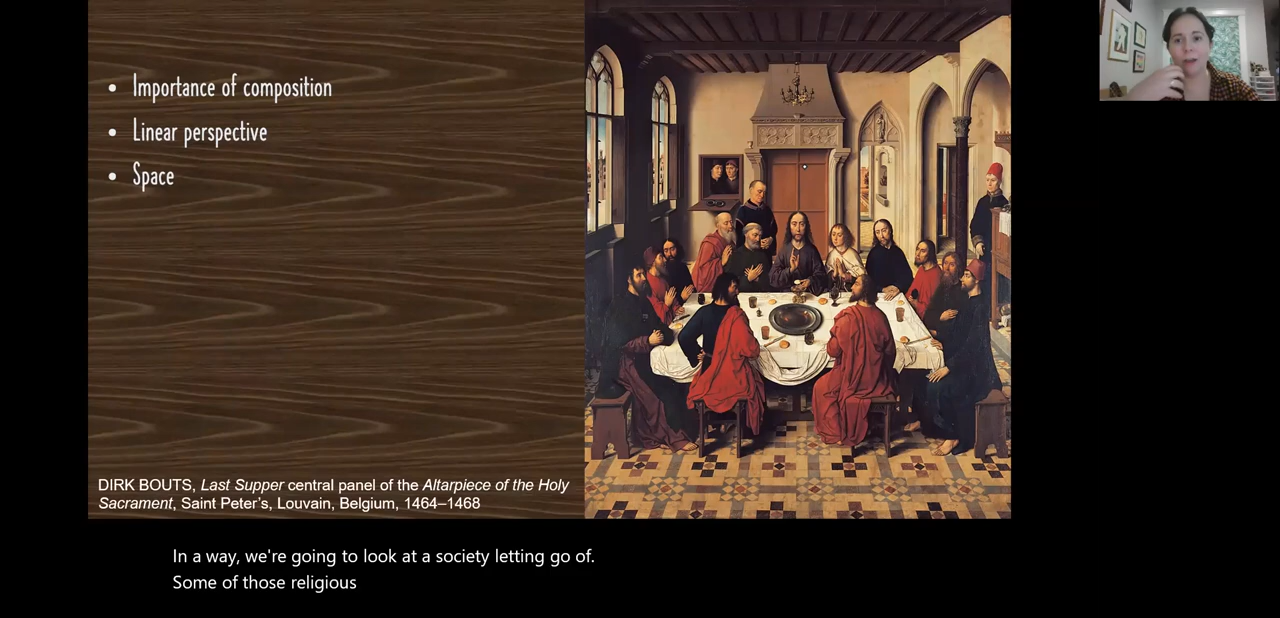 • Importance of composition
• Linear perspective
• Space
DIRK BOUTS, Last Supper central panel of the Altarpiece of the Holy
Sacrament, Saint Peter’s, Louvain, Belgium, 1464–1468
In a way, we're going to look at a society letting go of.
Some of those religious